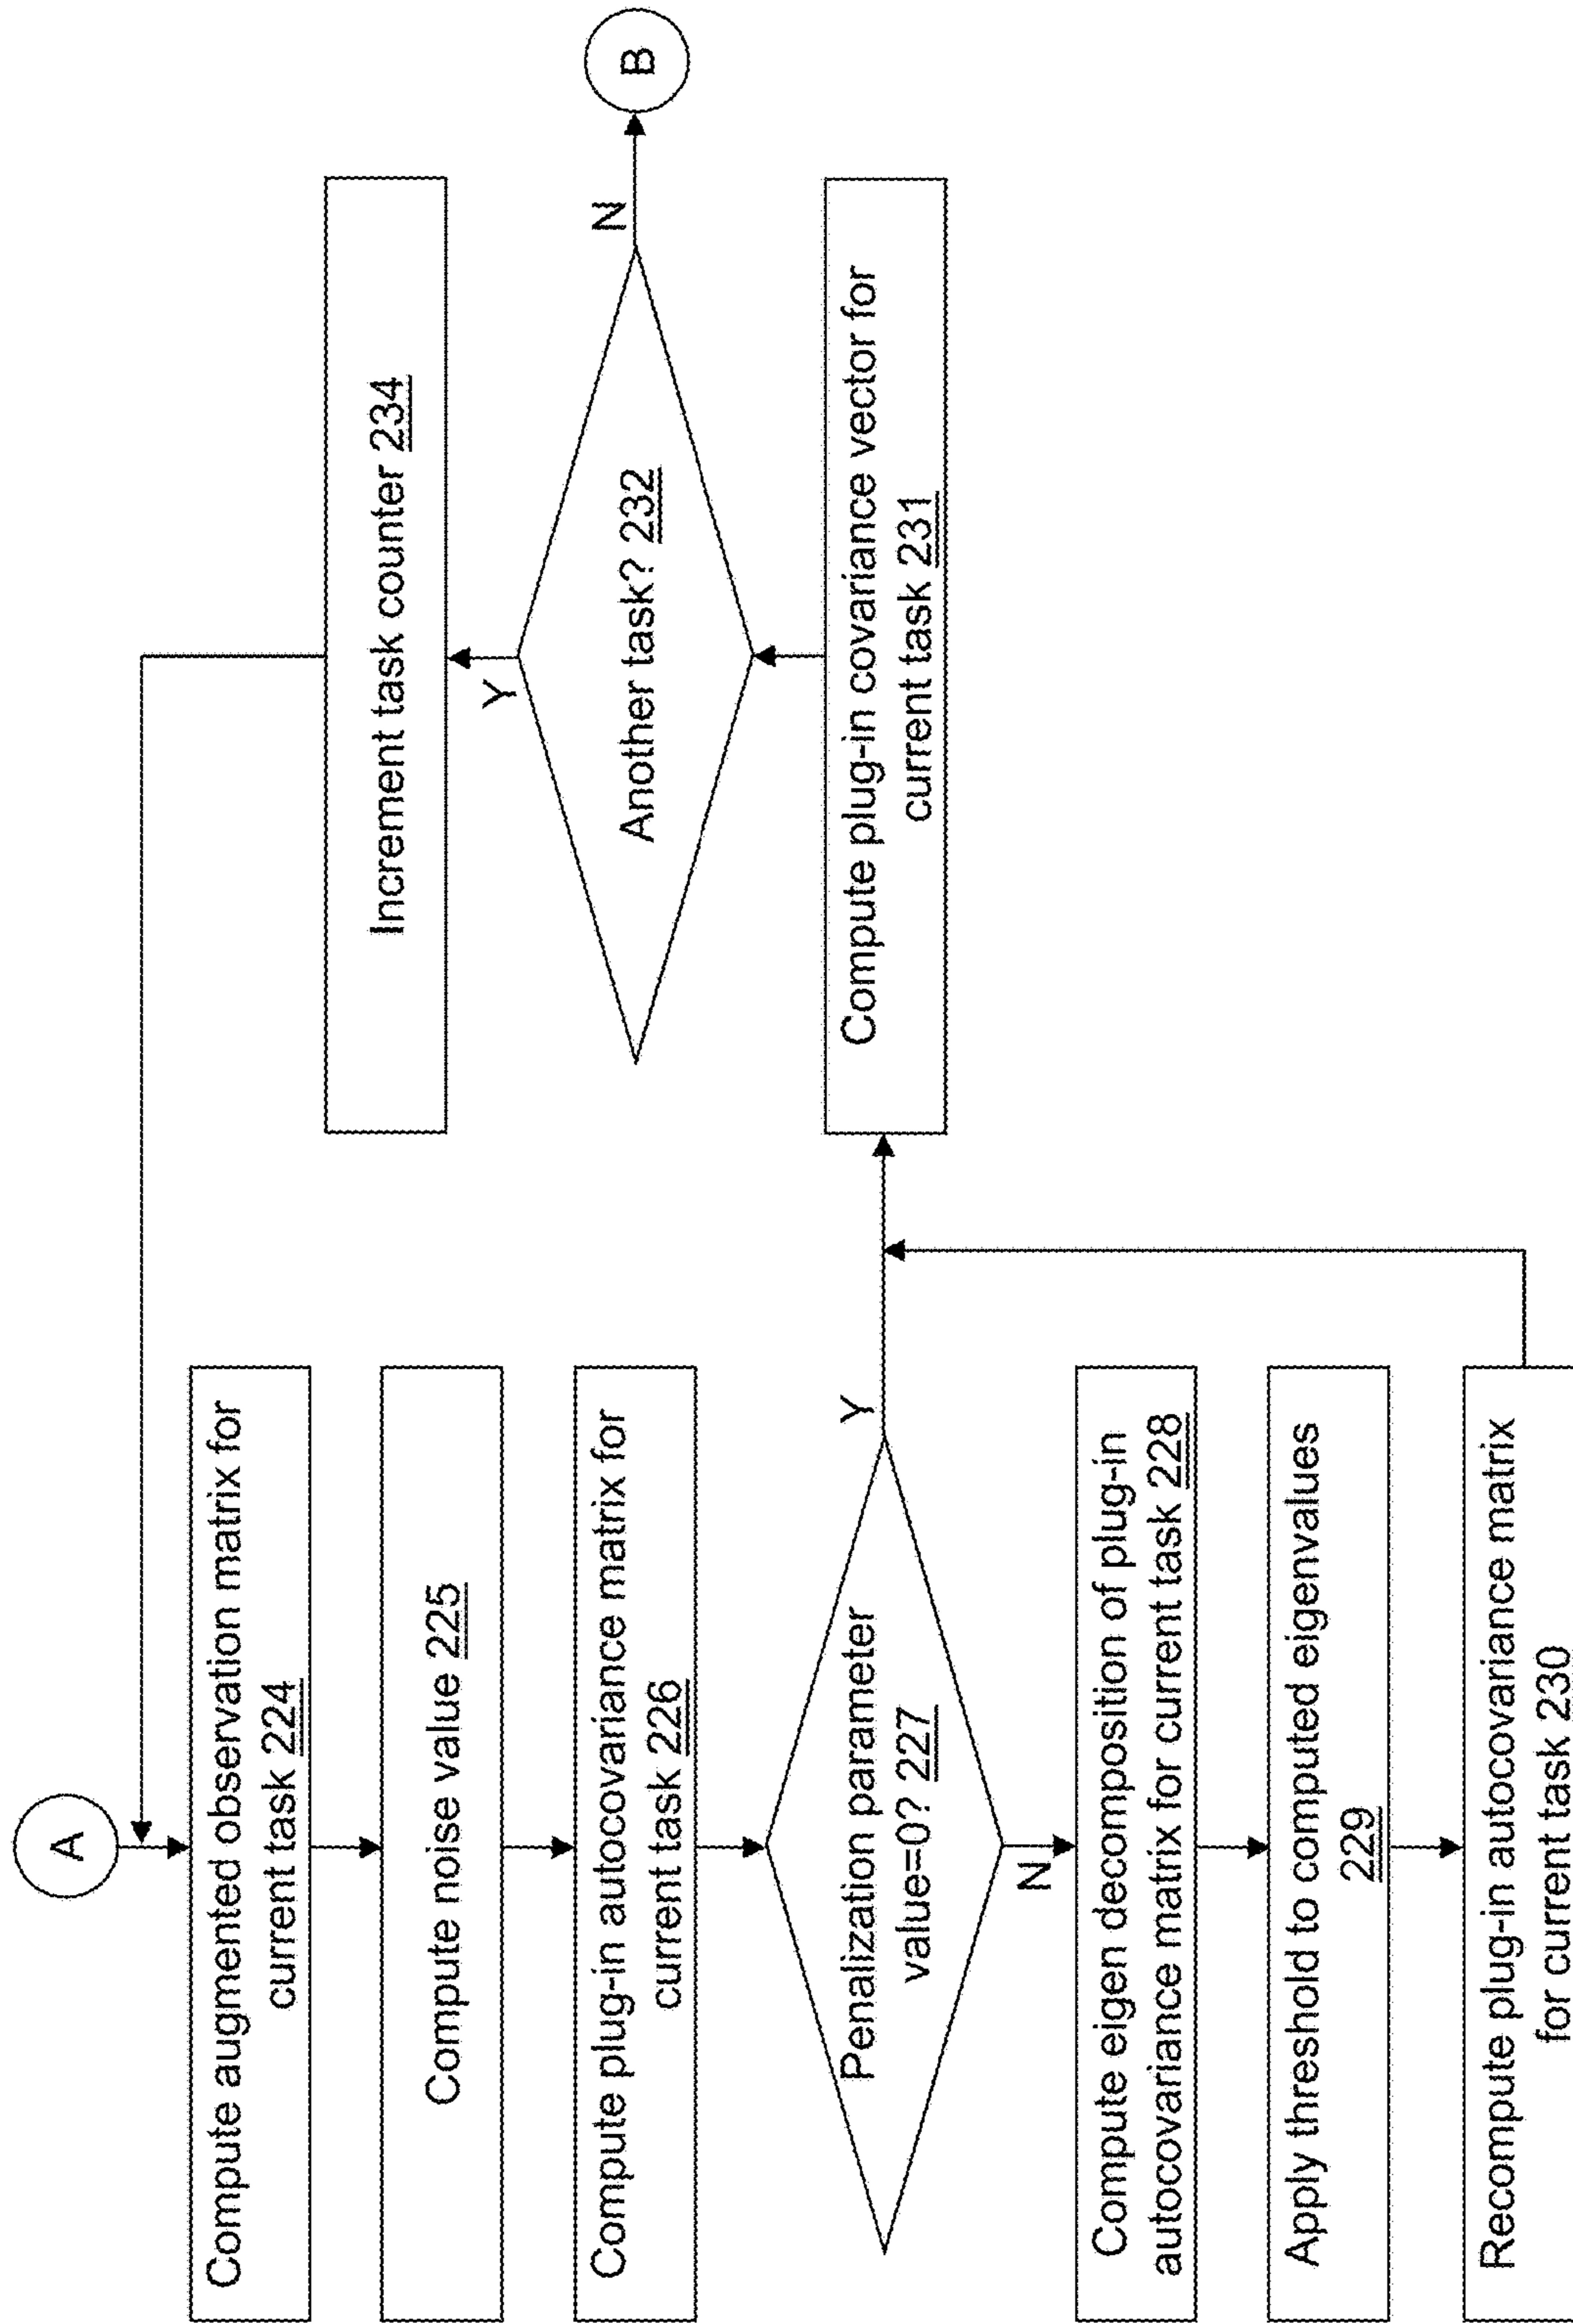 A
Compute augmented observation matrix for
current task 224
Compute noise value 225
Compute plug-in autocovariance matrix for
current task 226
Penalization parameter
value=0? 227
Y
N
Compute eigen decomposition of plug-in
autocovariance matrix for current task 228
Apply threshold to computed eigenvalues
229
Recompute plug-in autocovariance matrix
for current task 230
Increment task counter 234
Y
Another task? 232
N
B
Compute plug-in covariance vector for
current task 231